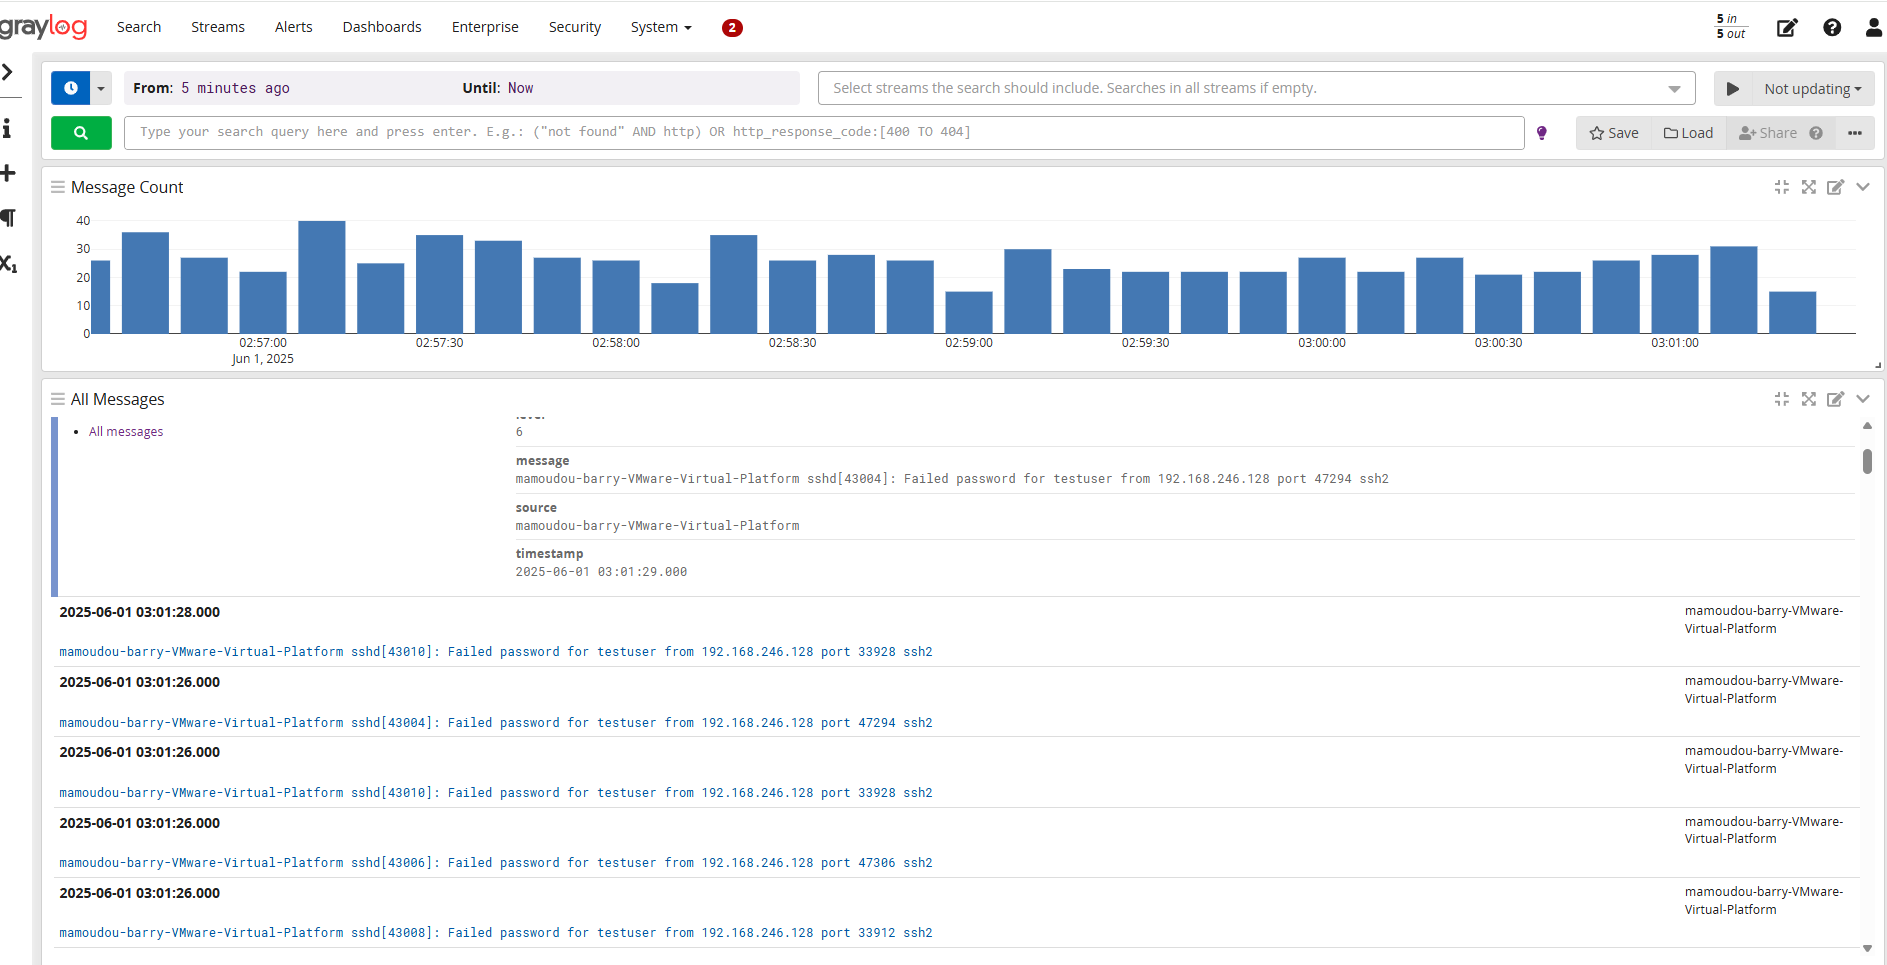 graylog Search Streams Alerts Dashboards Enterprise Security System 2 5 in
5 out
From: 5 minutes ago Until: Now Select streams the search should include. Searches in all streams if empty. Not updating
Type your search query here and press enter. E.g.: ("not found" AND http) OR http_response_code:[400 TO 404] Save Load Share
Message Count
40
30
20
10
0
02:57:00 02:57:30 02:58:00 02:58:30 02:59:00 02:59:30 03:00:00 03:00:30 03:01:00
Jun 1, 2025
All Messages
All messages
level
6
message
mamoudou-barry-VMware-Virtual-Platform sshd[43004]: Failed password for testuser from 192.168.246.128 port 47294 ssh2
source
mamoudou-barry-VMware-Virtual-Platform
timestamp
2025-06-01 03:01:29.000
2025-06-01 03:01:28.000 mamoudou-barry-VMware-
Virtual-Platform
mamoudou-barry-VMware-Virtual-Platform sshd[43010]: Failed password for testuser from 192.168.246.128 port 33928 ssh2
2025-06-01 03:01:26.000 mamoudou-barry-VMware-
Virtual-Platform
mamoudou-barry-VMware-Virtual-Platform sshd[43004]: Failed password for testuser from 192.168.246.128 port 47294 ssh2
2025-06-01 03:01:26.000 mamoudou-barry-VMware-
Virtual-Platform
mamoudou-barry-VMware-Virtual-Platform sshd[43010]: Failed password for testuser from 192.168.246.128 port 33928 ssh2
2025-06-01 03:01:26.000 mamoudou-barry-VMware-
Virtual-Platform
mamoudou-barry-VMware-Virtual-Platform sshd[43006]: Failed password for testuser from 192.168.246.128 port 47306 ssh2
2025-06-01 03:01:26.000 mamoudou-barry-VMware-
Virtual-Platform
mamoudou-barry-VMware-Virtual-Platform sshd[43008]: Failed password for testuser from 192.168.246.128 port 33912 ssh2